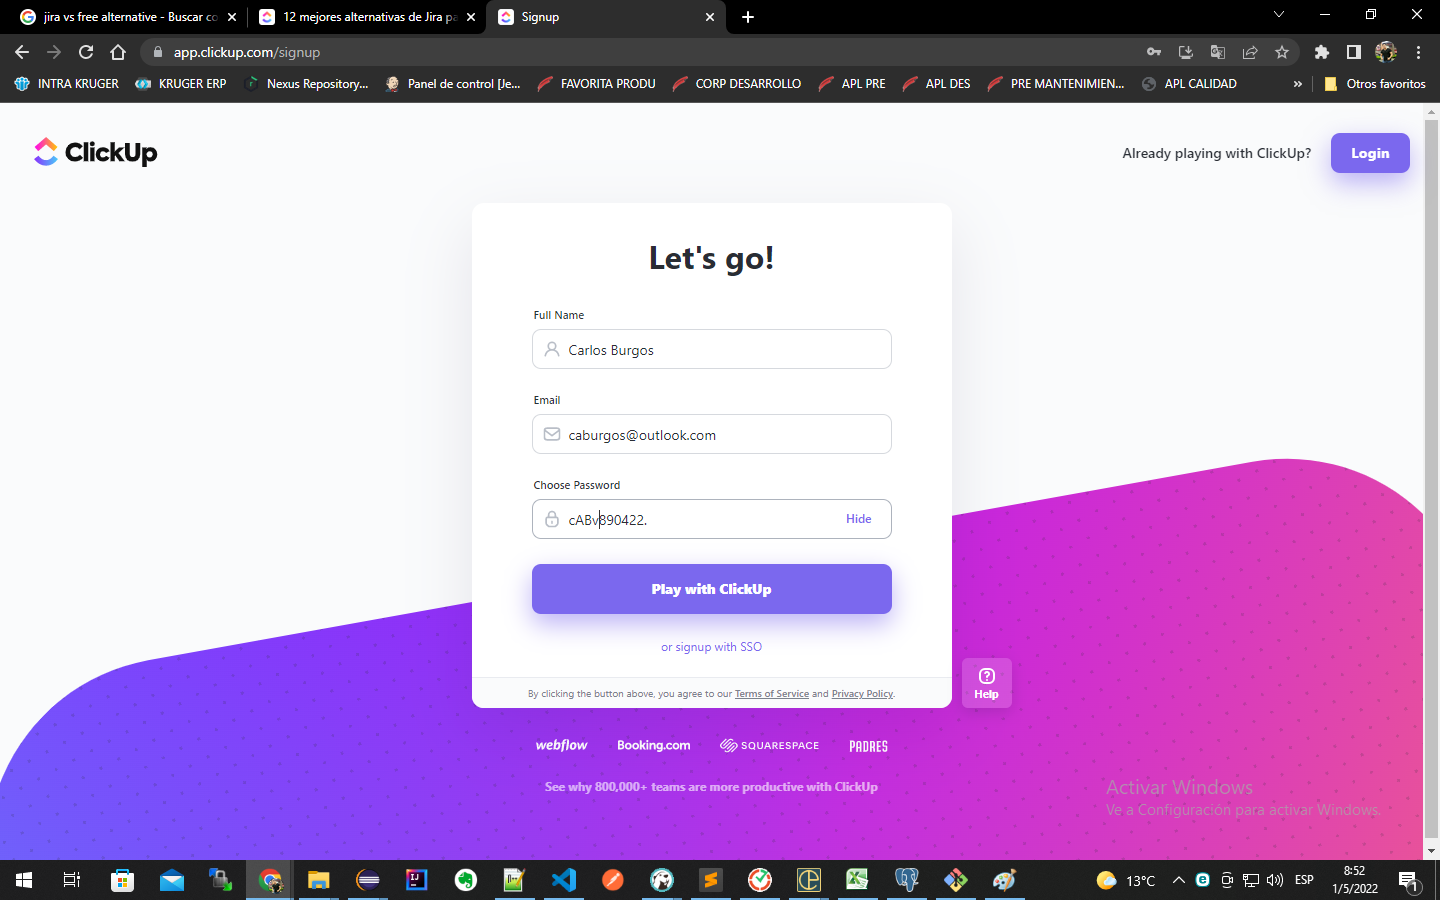 jira vs free alternative - Buscar co
12 mejores alternativas de Jira pa
Signup
app.clickup.com/signup
INTRA KRUGER
KRUGER ERP
Nexus Repository...
Panel de control [Je...
FAVORITA PRODU
CORP DESARROLLO
APL PRE
APL DES
PRE MANTENIMIEN...
APL CALIDAD
»
Otros favoritos
ClickUp
Already playing with ClickUp?
Login
Let's go!
Full Name
Carlos Burgos
Email
caburgos@outlook.com
Choose Password
cABv890422.
Hide
Play with ClickUp
or signup with SSO
By clicking the button above, you agree to our Terms of Service and Privacy Policy.
Help
webflow
Booking.com
SQUARESPACE
PADRES
See why 800,000+ teams are more productive with ClickUp
Activar Windows
Ve a Configuración para activar Windows.
13°C
ESP
8:52
1/5/2022
1